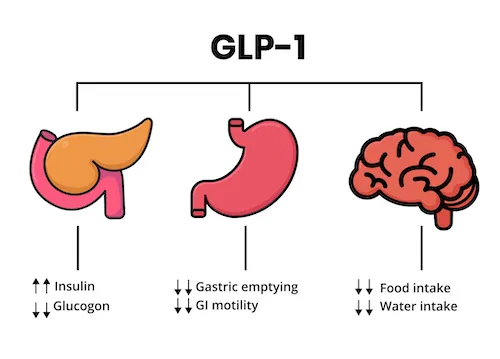 GLP-1
↑↑ Insulin
↓↓ Glucogon
↓↓ Gastric emptying
↓↓ GI motility
↓↓ Food intake
↓↓ Water intake